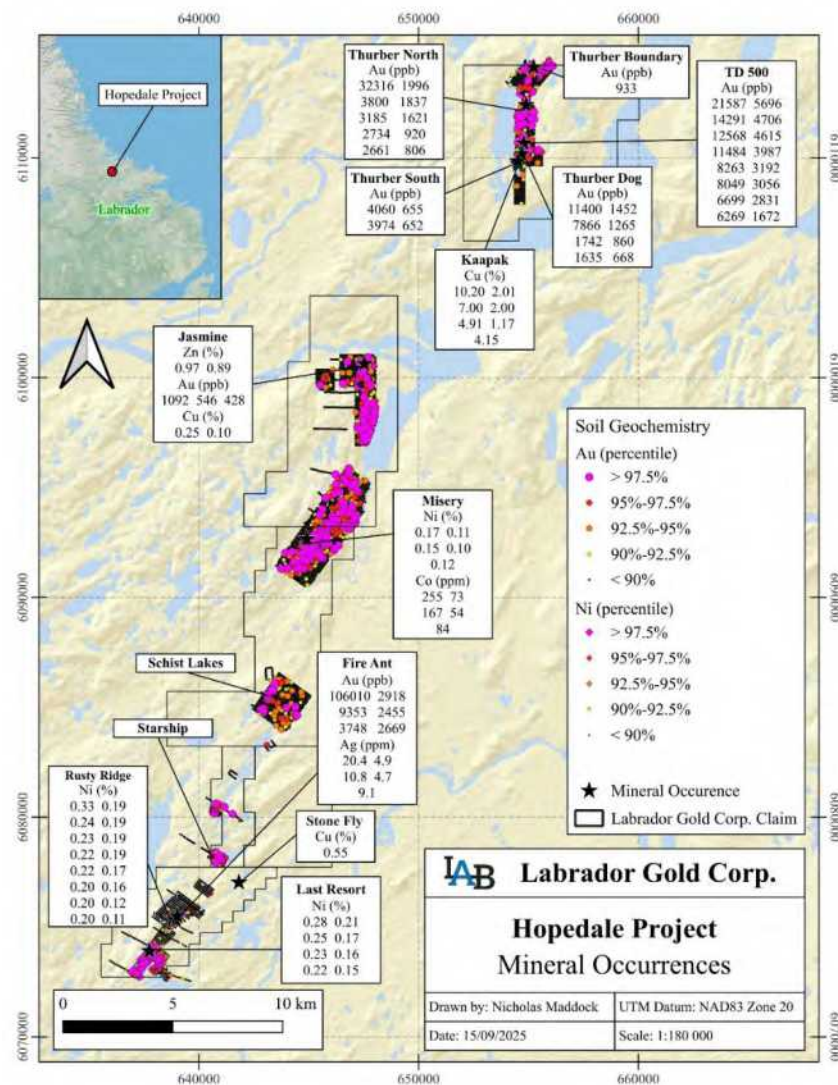 640000
650000
660000
Hopedale Project
Labrador
Thurber North
Au (ppb)
32316 1996
3800 1837
3185 1621
2734 920
2661 806
Thurber Boundary
Au (ppb)
933
TD 500
Au (ppb)
21587 5696
14291 4706
12568 4615
11484 3987
8263 3192
8049 3056
6699 2831
6269 1672
6110000
6110000
Thurber South
Au (ppb)
4060 655
3974 652
Thurber Dog
Au (ppb)
11400 1452
7866 1265
1742 860
1635 668
Kaapak
Cu (%)
10.20 2.01
7.00 2.00
4.91 1.17
4.15
Jasmine
Zn (%)
0.97 0.89
Au (ppb)
1092 546 428
Cu (%)
0.25 0.10
6100000
6100000
Misery
Ni (%)
0.17 0.11
0.15 0.10
0.12
Co (ppm)
255 73
167 54
84
Soil Geochemistry
Au (percentile)
> 97.5%
95%-97.5%
92.5%-95%
90%-92.5%
< 90%
Ni (percentile)
> 97.5%
95%-97.5%
92.5%-95%
90%-92.5%
< 90%
Mineral Occurence
Labrador Gold Corp. Claim
6090000
6090000
Schist Lakes
Fire Ant
Au (ppb)
106010 2918
9353 2455
3748 2669
Ag (ppm)
20.4 4.9
10.8 4.7
9.1
Starship
Rusty Ridge
Ni (%)
0.33 0.19
0.24 0.19
0.23 0.19
0.22 0.19
0.22 0.17
0.20 0.16
0.20 0.12
0.20 0.11
Stone Fly
Cu (%)
0.55
6080000
6080000
Last Resort
Ni (%)
0.28 0.21
0.25 0.17
0.23 0.16
0.22 0.15
0 5 10 km
LAB Labrador Gold Corp.
Hopedale Project
Mineral Occurrences
Drawn by: Nicholas Maddock
UTM Datum: NAD83 Zone 20
Date: 15/09/2025
Scale: 1:180 000
6070000
6070000
640000
650000
660000